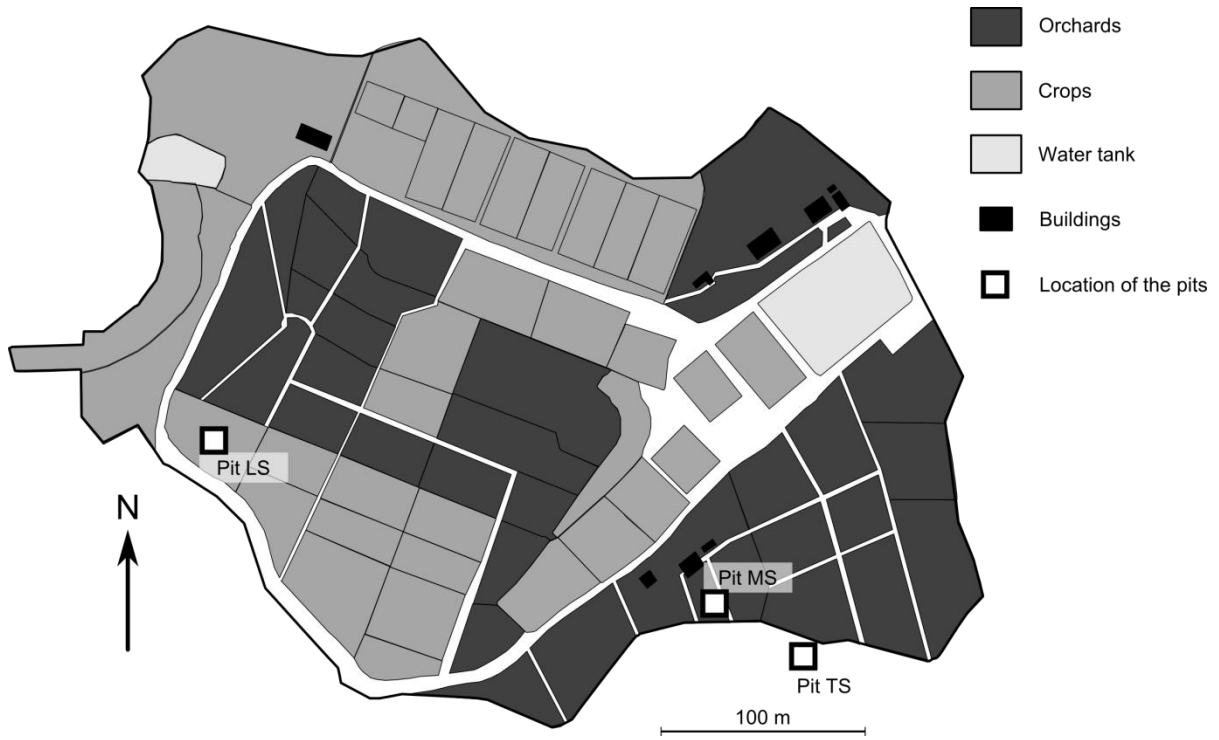 Orchards
Crops
Water tank
Buildings
Location of the pits
Pit LS
N
Pit MS
Pit TS
100 m